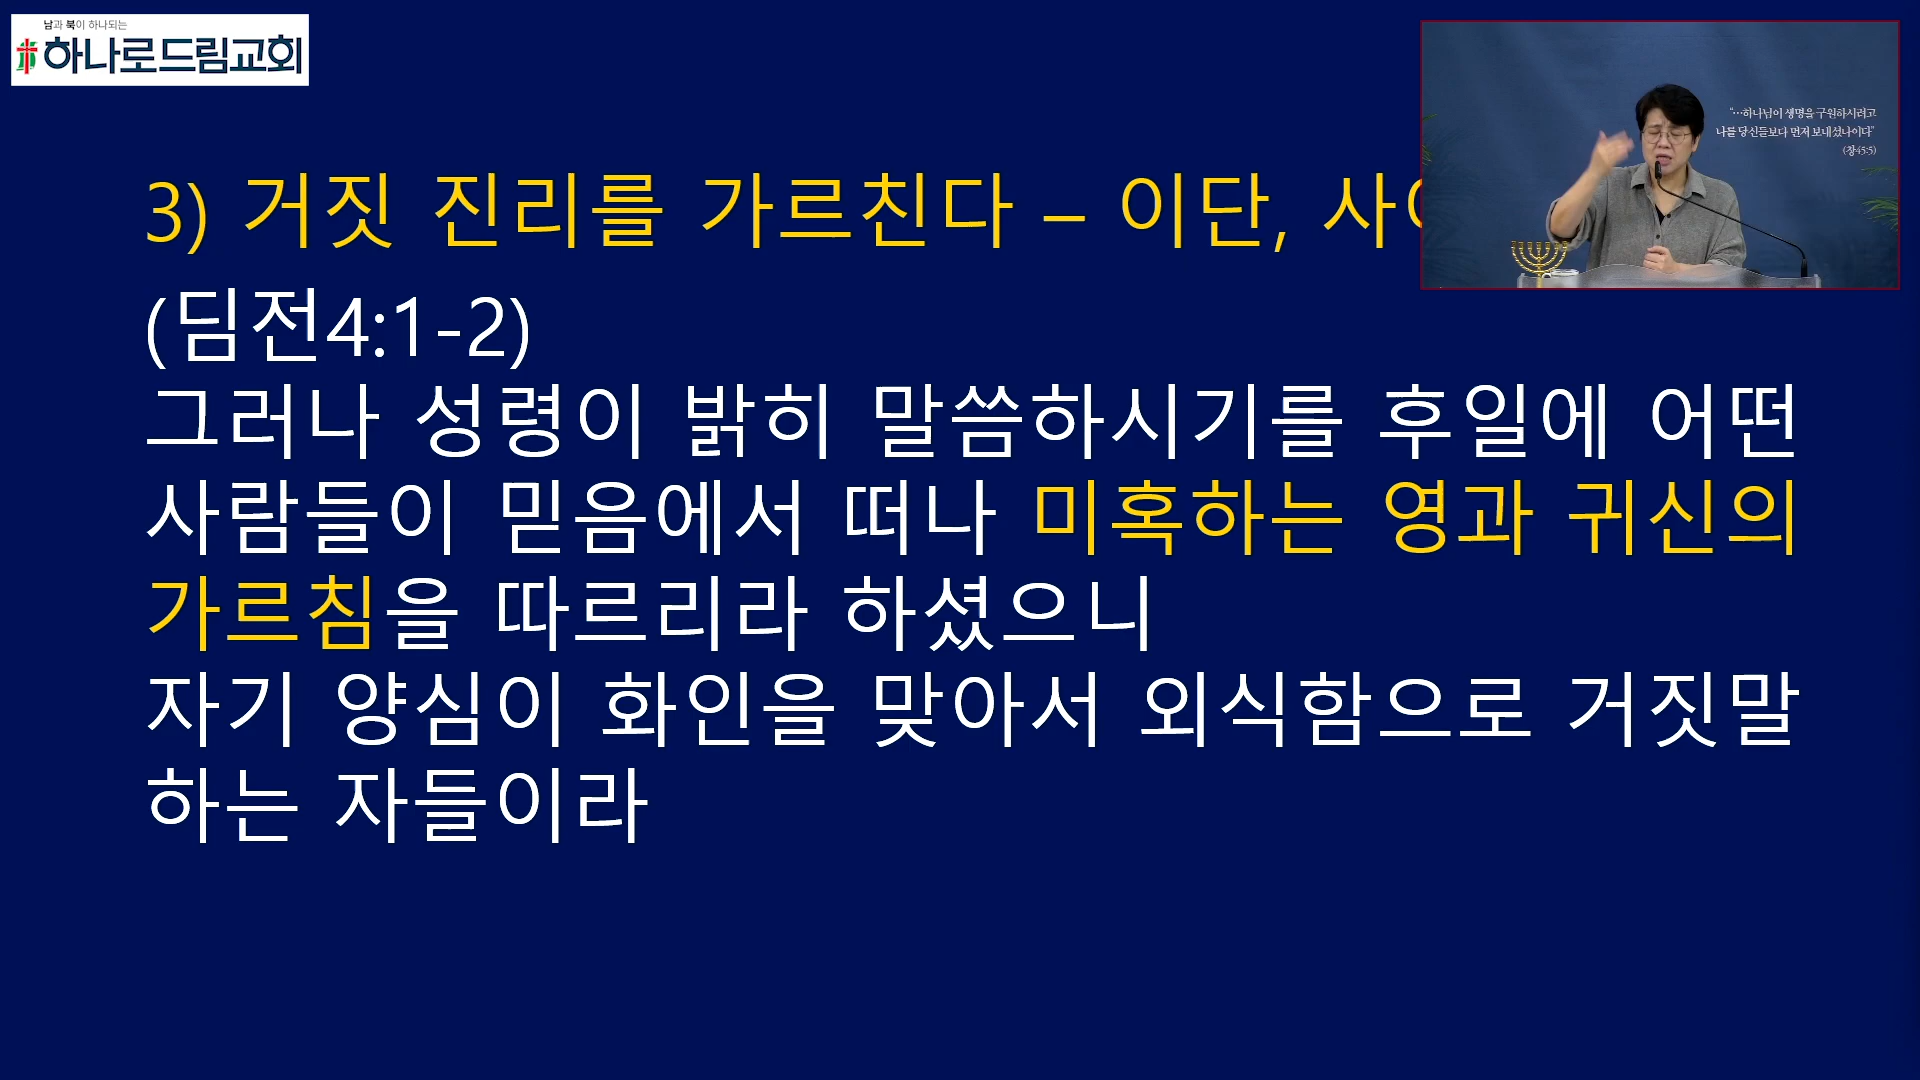 남과 북이 하나되는
하나로드림교회
3) 거짓 진리를 가르친다 – 이단,
(딤전4:1-2)
그러나 성령이 밝히 말씀하시기를 후일에 어떤
사람들이 믿음에서 떠나 미혹하는 영과 귀신의
가르침을 따르리라 하셨으니
자기 양심이 화인을 맞아서 외식함으로 거짓말
하는 자들이라
“…하나님이 생명을 구원하시려고
나를 당신들보다 먼저 보내셨나이다”
(창45:5)